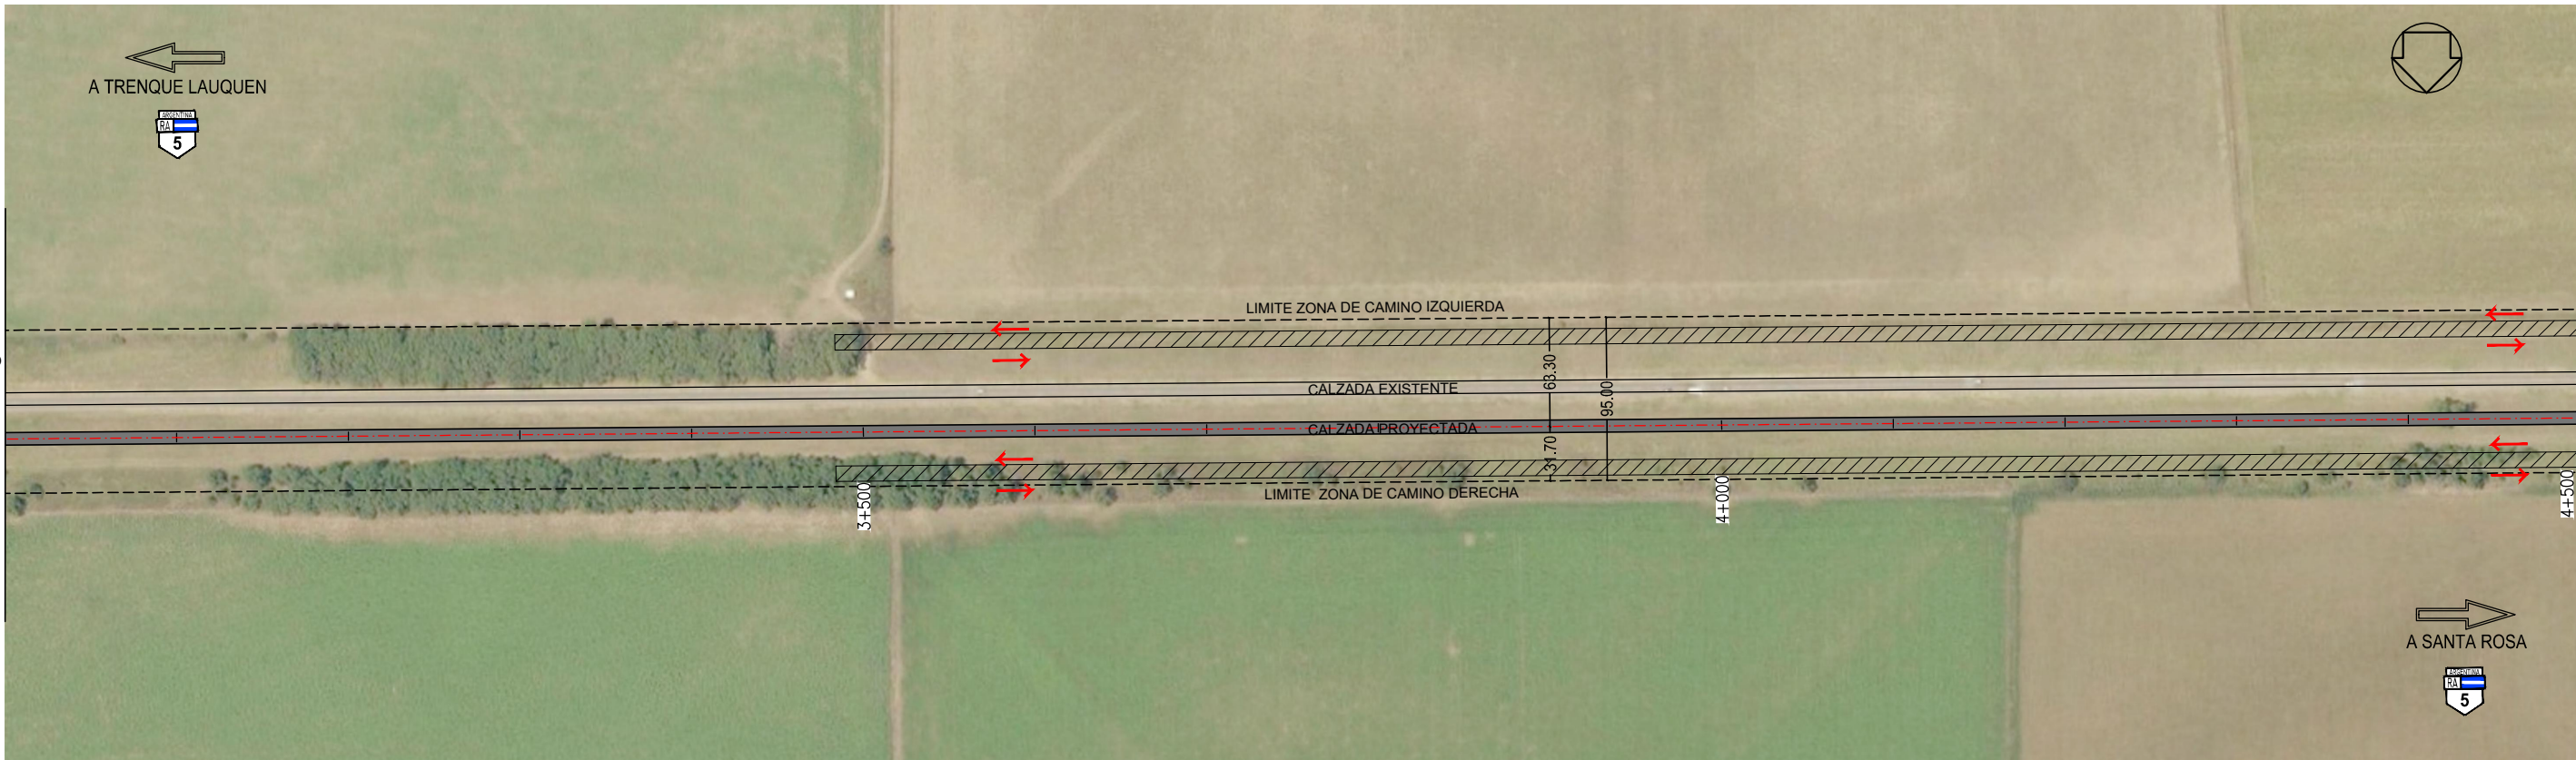 A TRENQUE LAUQUEN
ARGENTINA
RA
5
LIMITE ZONA DE CAMINO IZQUIERDA
63.30
CALZADA EXISTENTE
95.00
CALZADA PROYECTADA
31.70
LIMITE ZONA DE CAMINO DERECHA
3+500
4+000
4+500
A SANTA ROSA
ARGENTINA
RA
5